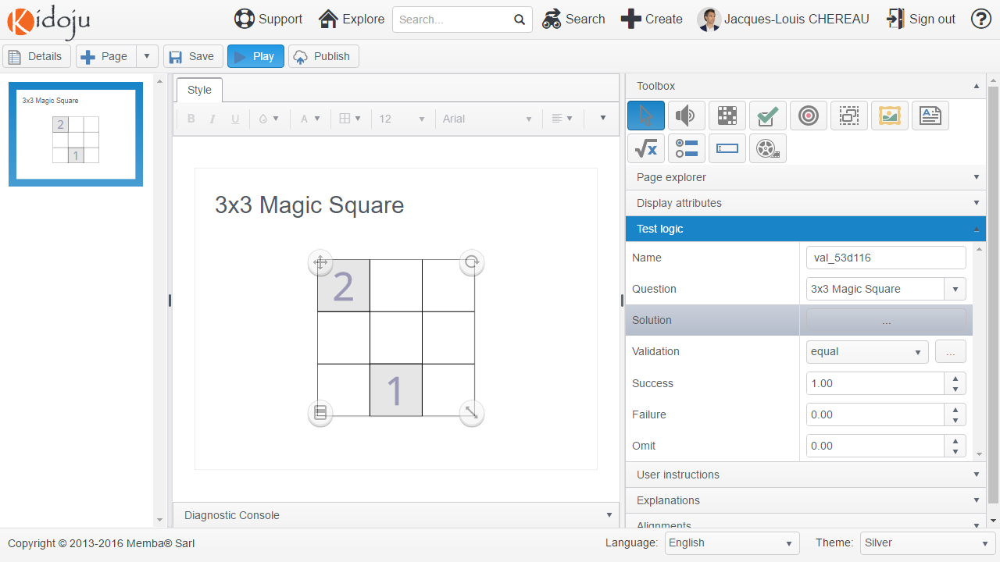 Kidoju
Support
Explore
Search...
Search
Create
Jacques-Louis CHEREAU
Sign out
Details
Page
Save
Play
Publish
3x3 Magic Square
2
1
Style
B I U A 12 Arial
3x3 Magic Square
2
1
Toolbox
√x
Page explorer
Display attributes
Test logic
Name val_53d116
Question 3x3 Magic Square
Solution ...
Validation equal ...
Success 1.00
Failure 0.00
Omit 0.00
User instructions
Explanations
Alignments
Diagnostic Console
Copyright © 2013-2016 Memba® Sarl
Language: English
Theme: Silver